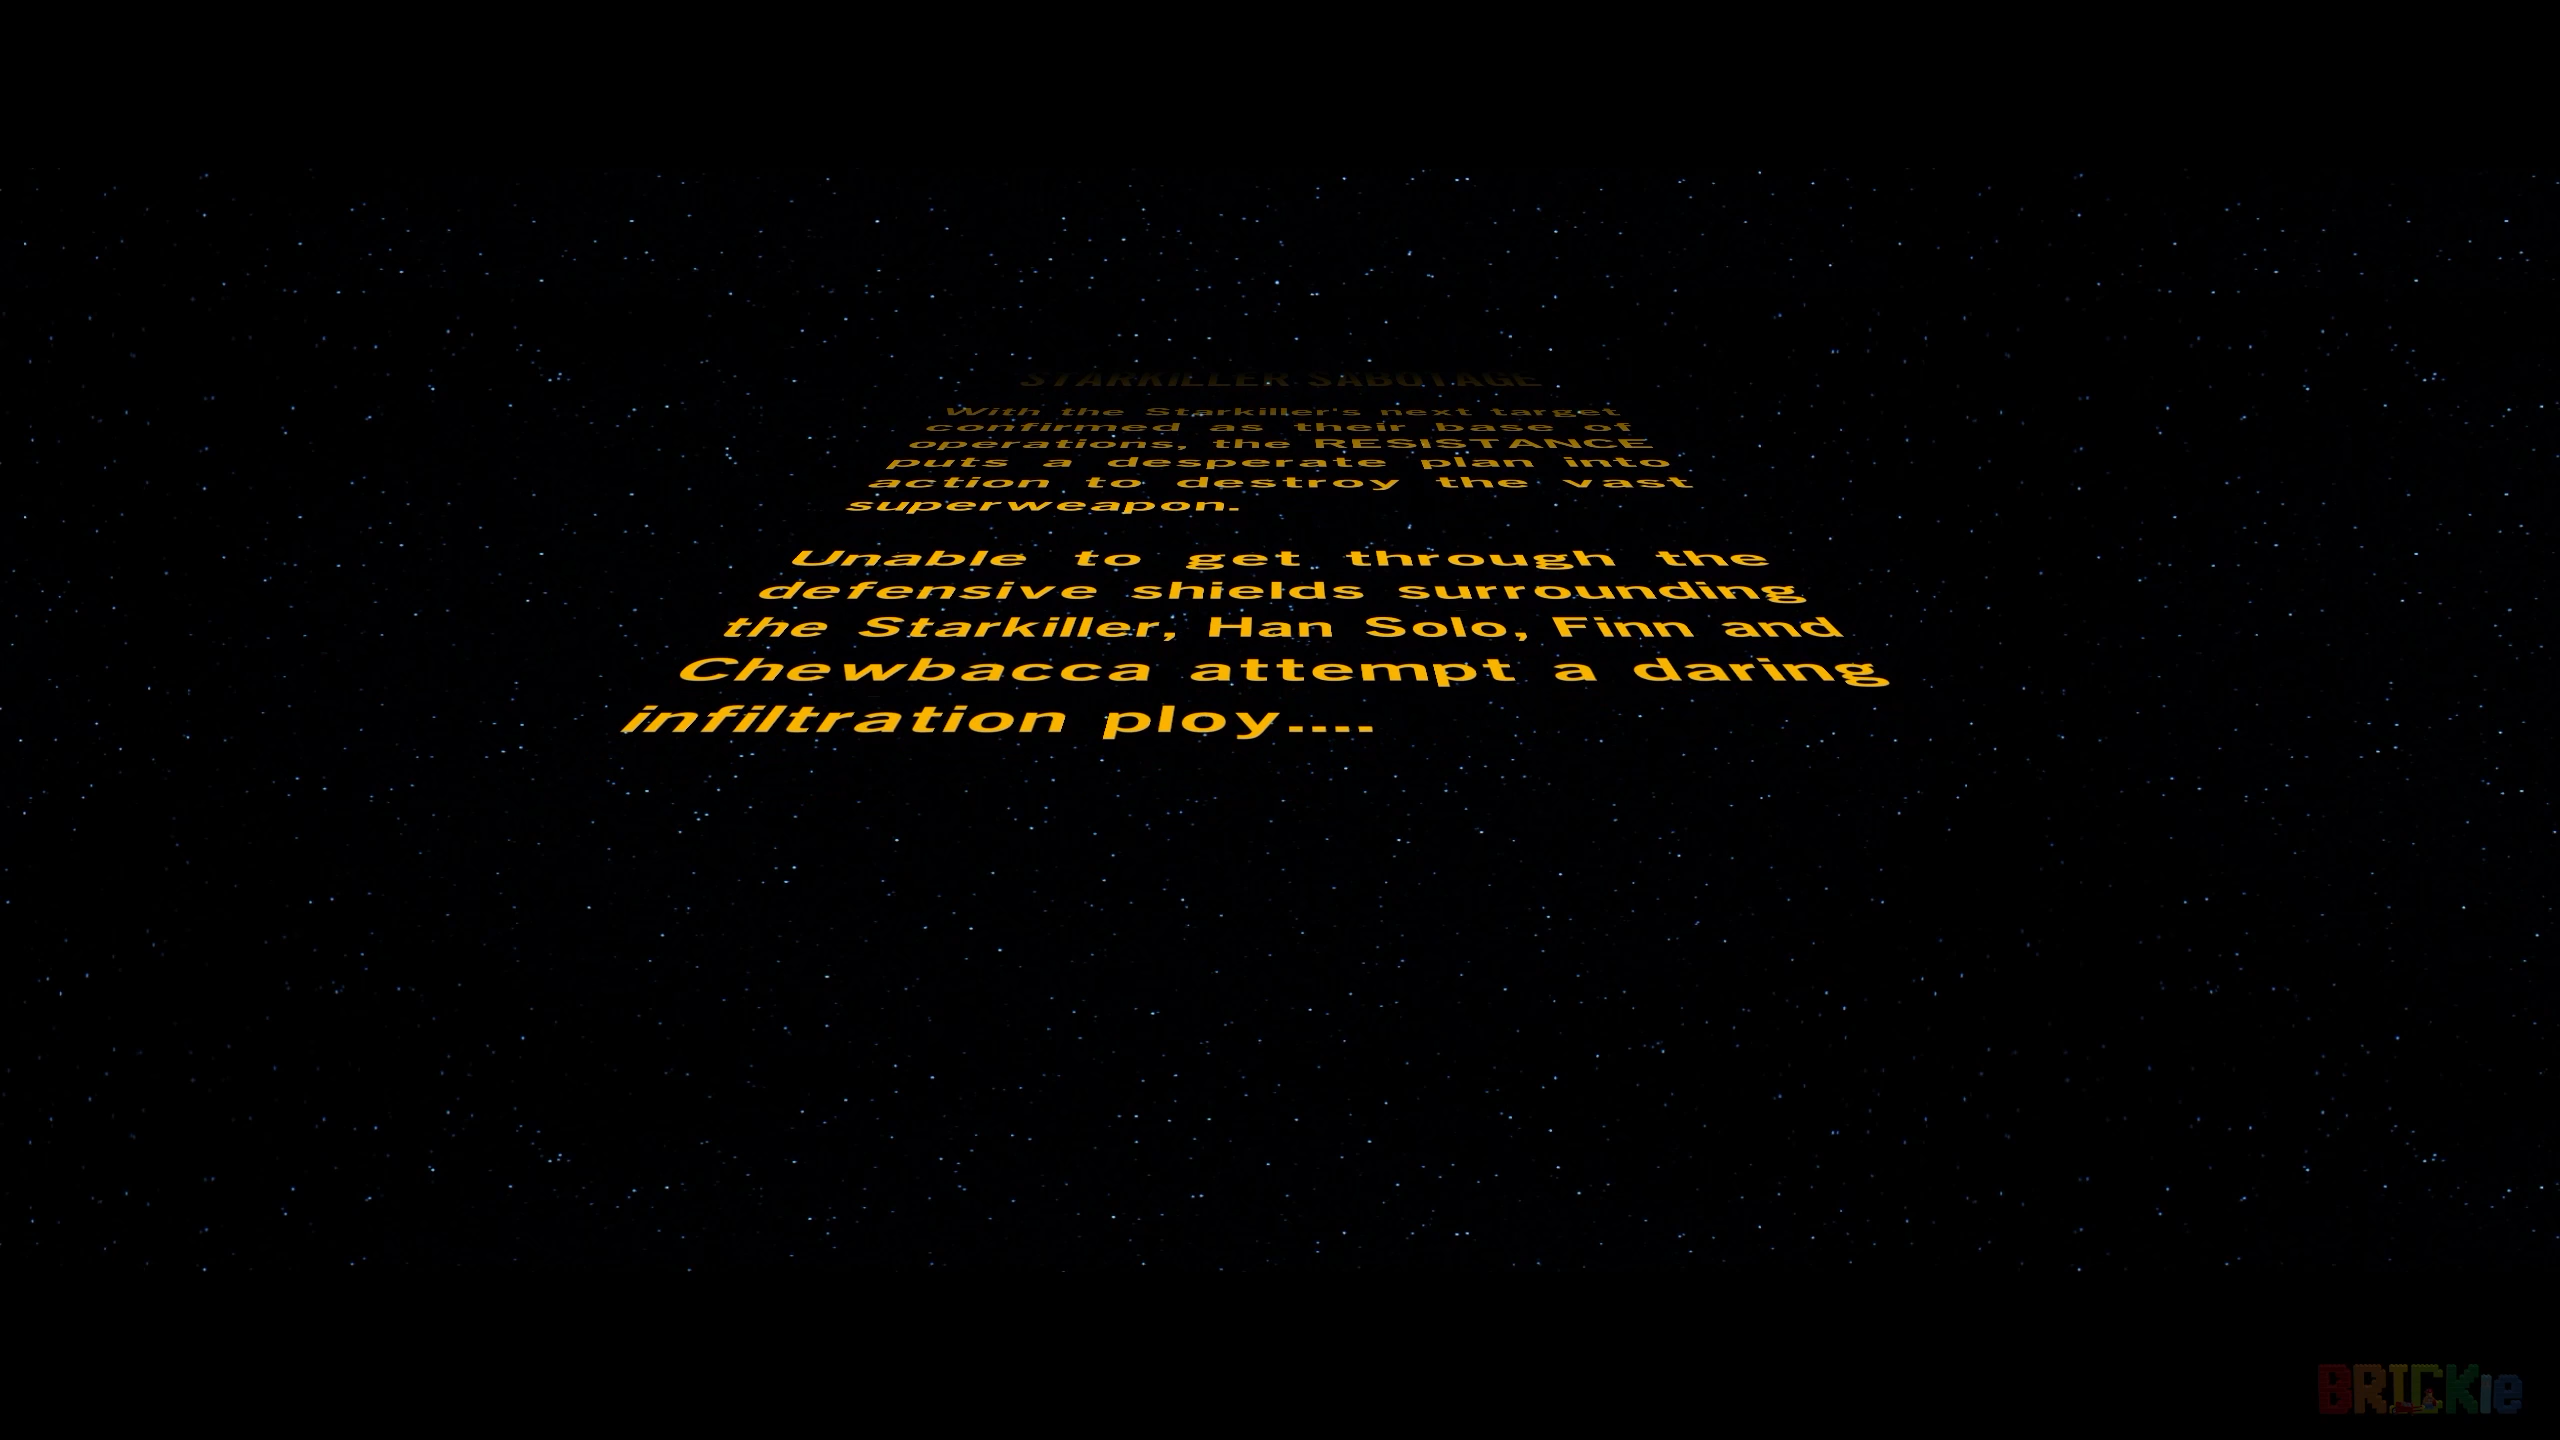 STARKILLER SABOTAGE
With the Starkiller's next target
confirmed as their base of
operations, the RESISTANCE
puts a desperate plan into
action to destroy the vast
superweapon.
Unable to get through the
defensive shields surrounding
the Starkiller, Han Solo, Finn and
Chewbacca attempt a daring
infiltration ploy....
BRICKie